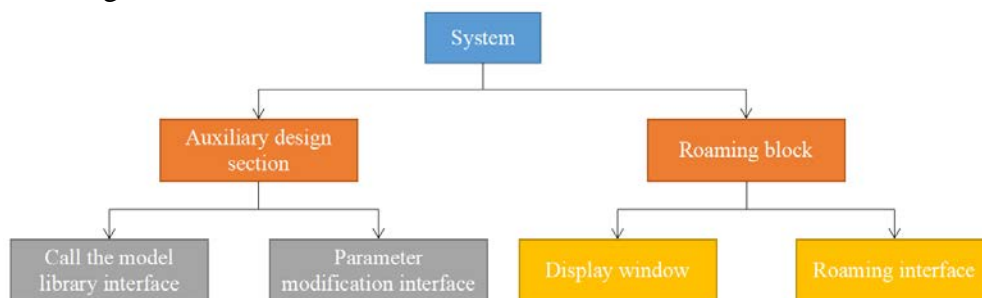 System
Auxiliary design
section
Roaming block
Call the model
library interface
Parameter
modification interface
Display window
Roaming interface